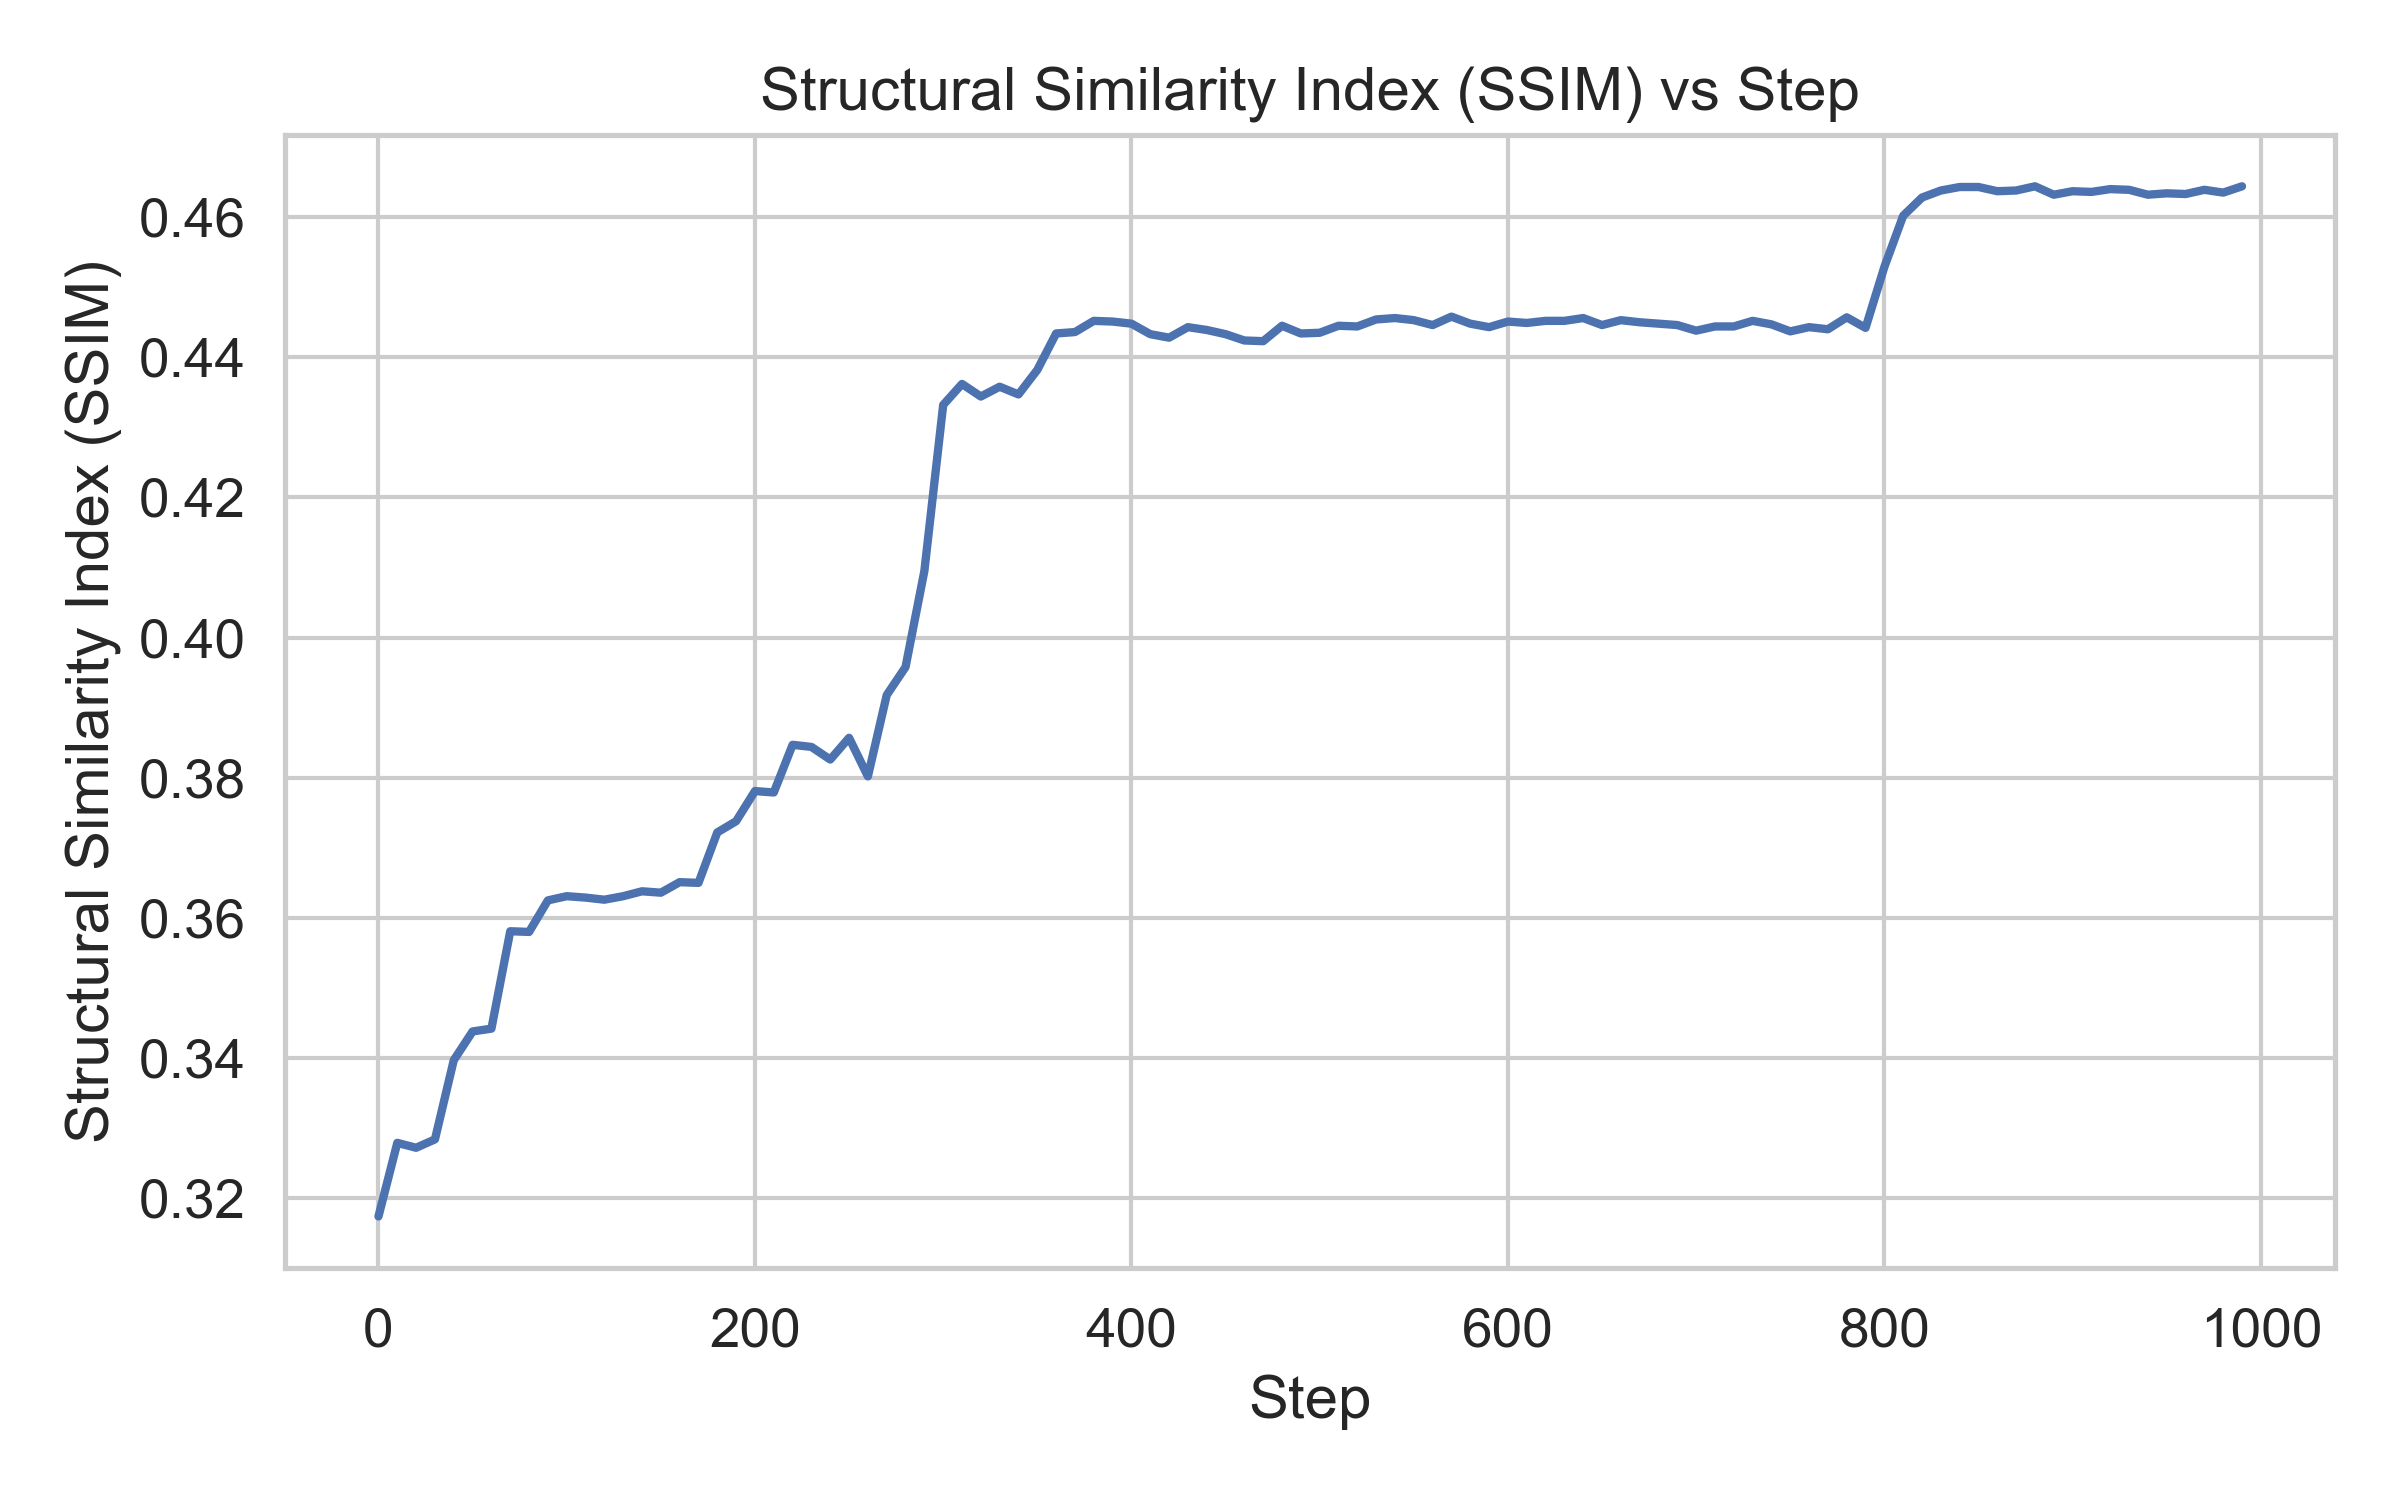 Structural Similarity Index (SSIM) vs Step
Structural Similarity Index (SSIM)
0.46
0.44
0.42
0.40
0.38
0.36
0.34
0.32
0 200 400 600 800 1000
Step